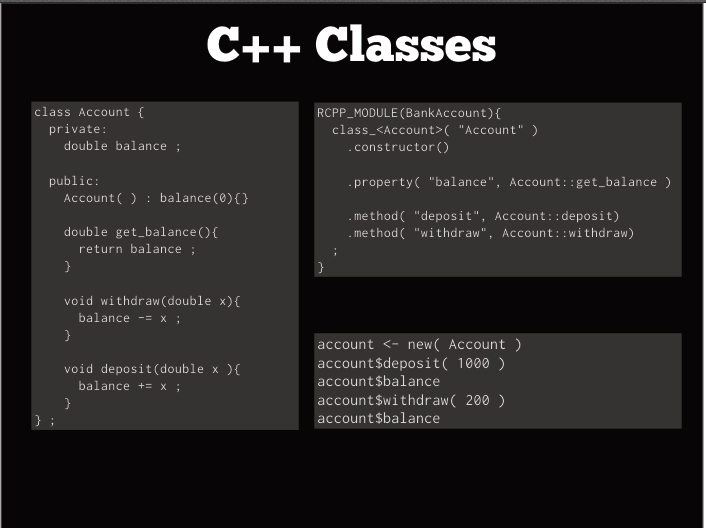 C++ Classes
class Account {
  private:
    double balance ;

  public:
    Account( ) : balance(0){}

    double get_balance(){
      return balance ;
    }

    void withdraw(double x){
      balance -= x ;
    }

    void deposit(double x ){
      balance += x ;
    }
} ;
RCPP_MODULE(BankAccount){
  class_<Account>( "Account" )
    .constructor()

    .property( "balance", Account::get_balance )

    .method( "deposit", Account::deposit)
    .method( "withdraw", Account::withdraw)
  ;
}
account <- new( Account )
account$deposit( 1000 )
account$balance
account$withdraw( 200 )
account$balance